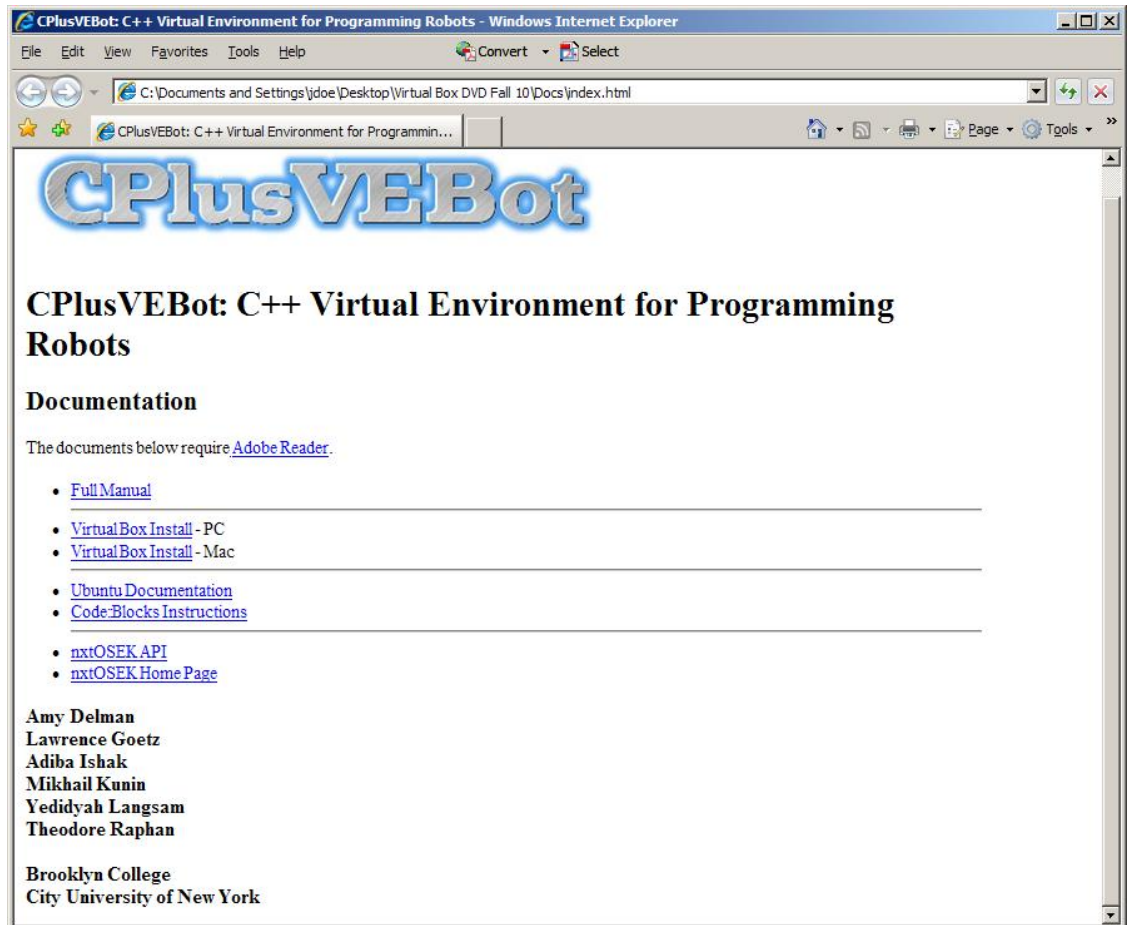 CPlusVEBot: C++ Virtual Environment for Programming Robots - Windows Internet Explorer
File Edit View Favorites Tools Help Convert Select
C:\Documents and Settings\jdoe\Desktop\Virtual Box DVD Fall 10\Docs\index.html
CPlusVEBot: C++ Virtual Environment for Programmin... Page Tools »
CPlusVEBot
CPlusVEBot: C++ Virtual Environment for Programming
Robots
Documentation
The documents below require Adobe Reader.
• Full Manual
• VirtualBox Install - PC
• VirtualBox Install - Mac
• Ubuntu Documentation
• Code::Blocks Instructions
• nxtOSEK API
• nxtOSEK Home Page
Amy Delman
Lawrence Goetz
Adiba Ishak
Mikhail Kunin
Yedidyah Langsam
Theodore Raphan
Brooklyn College
City University of New York